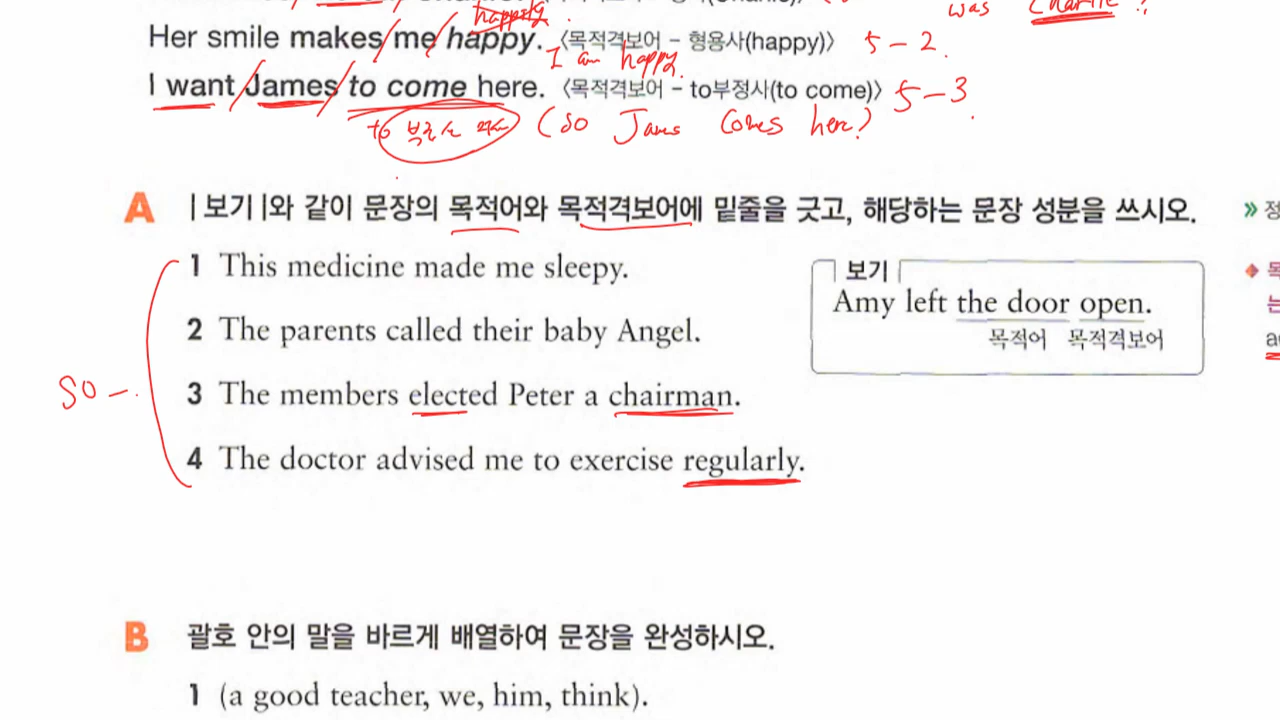 was Charlie
happily
Her smile makes me happy. 〈목적격보어 – 형용사(happy)〉 5-2
I am happy.
I want James to come here. 〈목적격보어 – to부정사(to come)〉 5-3
to (so James comes here?)
A |보기|와 같이 문장의 목적어와 목적격보어에 밑줄을 긋고, 해당하는 문장 성분을 쓰시오. » 정
1 This medicine made me sleepy.
2 The parents called their baby Angel.
3 The members elected Peter a chairman.
4 The doctor advised me to exercise regularly.
so
보기
Amy left the door open.
목적어 목적격보어
B 괄호 안의 말을 바르게 배열하여 문장을 완성하시오.
1 (a good teacher, we, him, think).